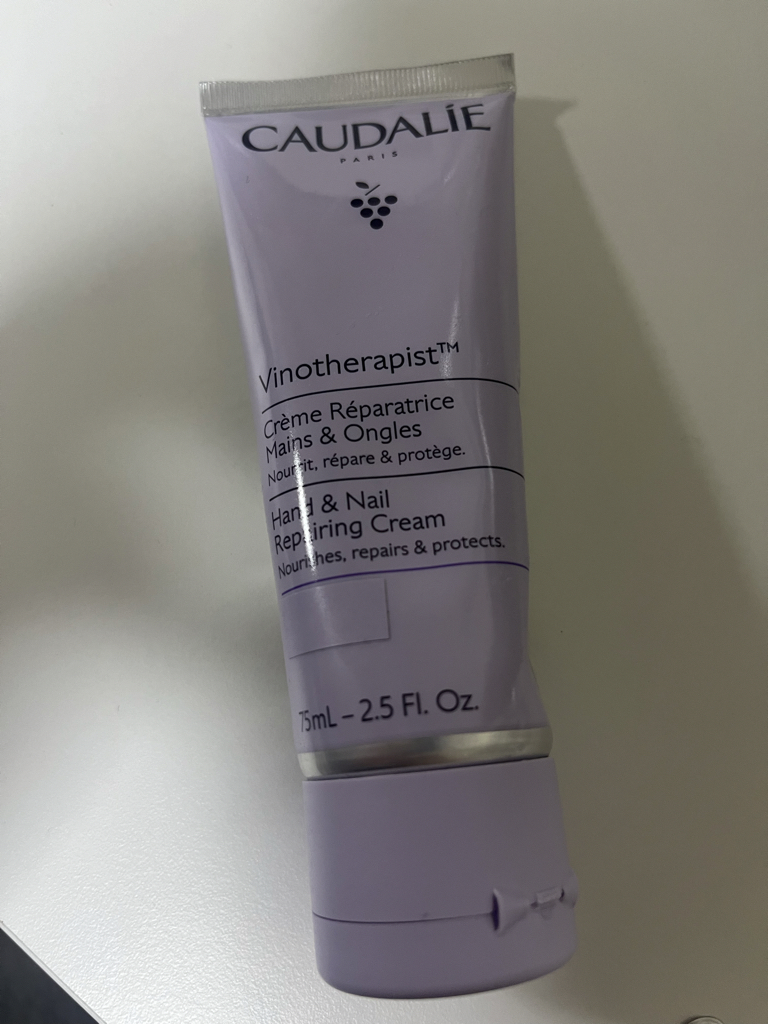 CAUDALÍE
PARIS
Vinotherapist™
Crème Réparatrice
Mains & Ongles
Nourrit, répare & protège.
Hand & Nail
Repairing Cream
Nourishes, repairs & protects.
75mL – 2.5 Fl. Oz.